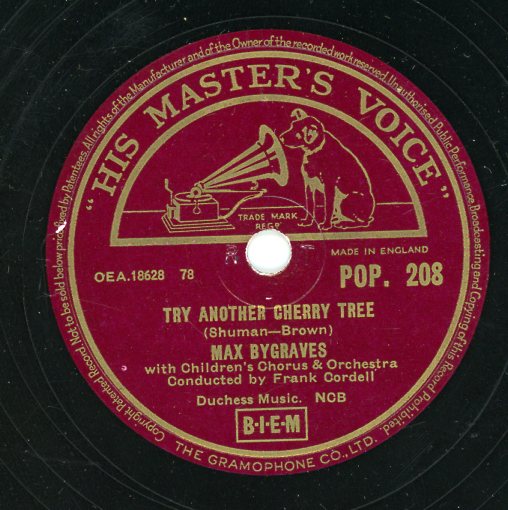 All rights of the Manufacturer and of the Owner of the recorded work reserved. Unauthorised Public Performance, Broadcasting and Copying of this Record Prohibited.
"HIS MASTER'S VOICE"
TRADE MARK
REGD
MADE IN ENGLAND
OEA.18628 78
POP. 208
TRY ANOTHER CHERRY TREE
(Shuman—Brown)
MAX BYGRAVES
with Children's Chorus & Orchestra
Conducted by Frank Cordell
Duchess Music. NCB
B·I·E·M
THE GRAMOPHONE CO., LTD.
Copyright Patented Record. Not to be sold below price fixed by Patentees.